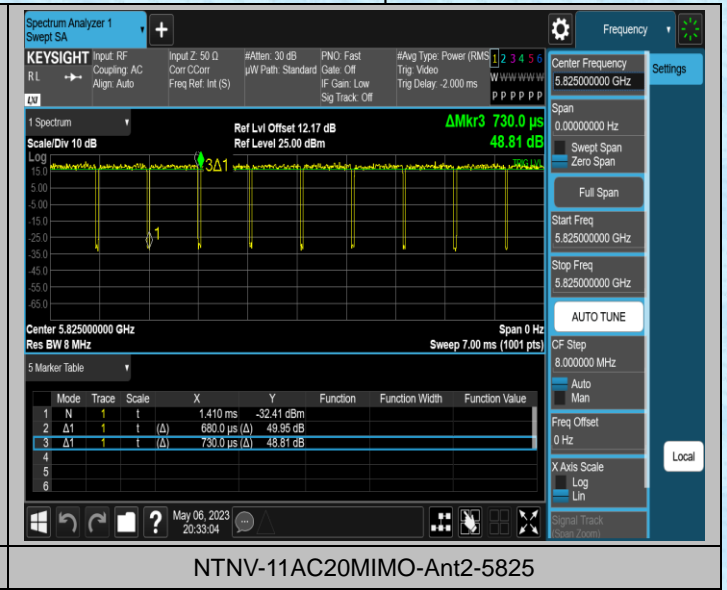 Spectrum Analyzer 1
Swept SA
+
Frequency
KEYSIGHT
RL
Input: RF
Coupling: AC
Align: Auto
Input Z: 50 Ω
Corr CCorr
Freq Ref: Int (S)
#Atten: 30 dB
µW Path: Standard
PNO: Fast
Gate: Off
IF Gain: Low
Sig Track: Off
#Avg Type: Power (RMS
Trig: Video
Trig Delay: -2.000 ms
1 2 3 4 5 6
W W W W W W
P P P P P P
LXI
Center Frequency
5.825000000 GHz
Settings
Span
0.00000000 Hz
Swept Span
Zero Span
Full Span
Start Freq
5.825000000 GHz
Stop Freq
5.825000000 GHz
AUTO TUNE
CF Step
8.000000 MHz
Auto
Man
Freq Offset
0 Hz
X Axis Scale
Log
Lin
Signal Track
(Span Zoom)
Local
1 Spectrum
Scale/Div 10 dB
Ref Lvl Offset 12.17 dB
Ref Level 25.00 dBm
ΔMkr3 730.0 µs
48.81 dB
Log
15.0
5.00
-5.00
-15.0
-25.0
-35.0
-45.0
-55.0
-65.0
3Δ1
1
TRIG LVL
Center 5.825000000 GHz
Res BW 8 MHz
Span 0 Hz
Sweep 7.00 ms (1001 pts)
5 Marker Table
Mode Trace Scale X Y Function Function Width Function Value
1 N 1 t 1.410 ms -32.41 dBm
2 Δ1 1 t (Δ) 680.0 µs (Δ) 49.95 dB
3 Δ1 1 t (Δ) 730.0 µs (Δ) 48.81 dB
4
5
6
?
May 06, 2023
20:33:04
NTNV-11AC20MIMO-Ant2-5825